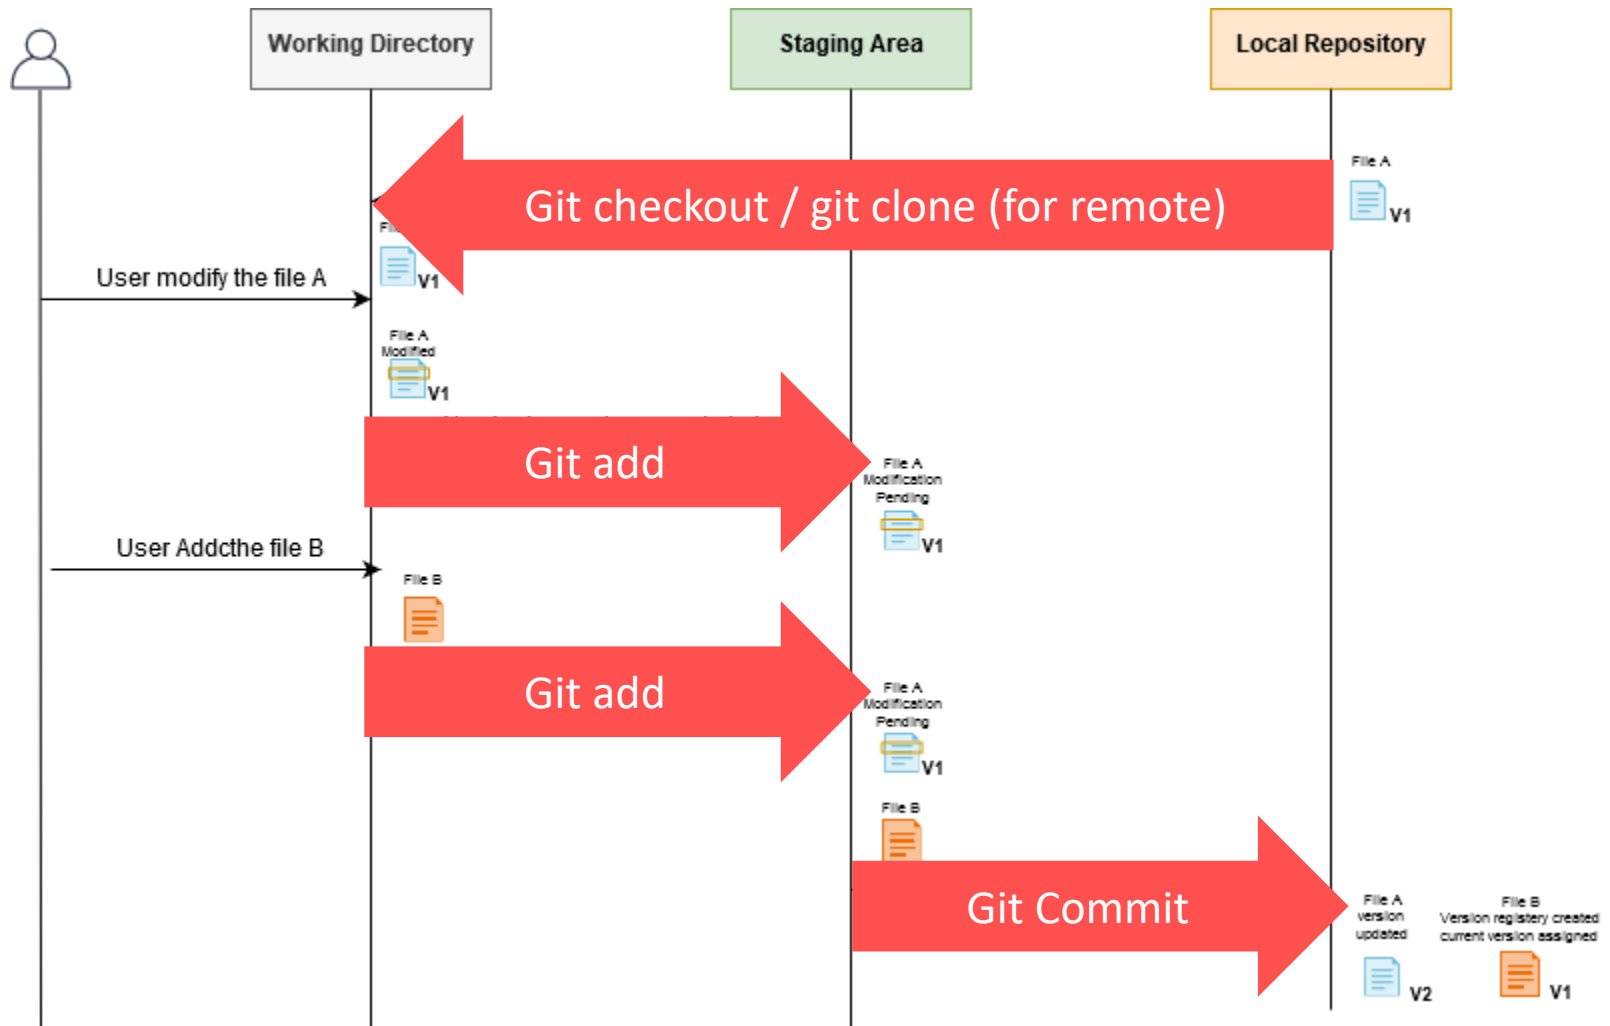 Working Directory
Staging Area
Local Repository
File A
V1
Git checkout / git clone (for remote)
V1
User modify the file A
File A
Modified
V1
Git add
File A
Modification
Pending
V1
User Addcthe file B
File B
Git add
File A
Modification
Pending
V1
File B
Git Commit
File A
version
updated
V2
File B
Version registery created
current version assigned
V1